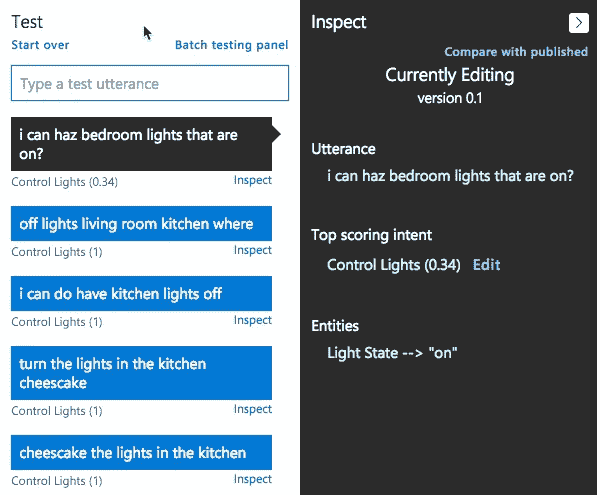 Test
Start over
Batch testing panel
Type a test utterance
i can haz bedroom lights that are
on?
Control Lights (0.34)
Inspect
off lights living room kitchen where
Control Lights (1)
Inspect
i can do have kitchen lights off
Control Lights (1)
Inspect
turn the lights in the kitchen
cheescake
Control Lights (1)
Inspect
cheescake the lights in the kitchen
Control Lights (1)
Inspect
Inspect
Compare with published
Currently Editing
version 0.1
Utterance
i can haz bedroom lights that are on?
Top scoring intent
Control Lights (0.34) Edit
Entities
Light State --> "on"